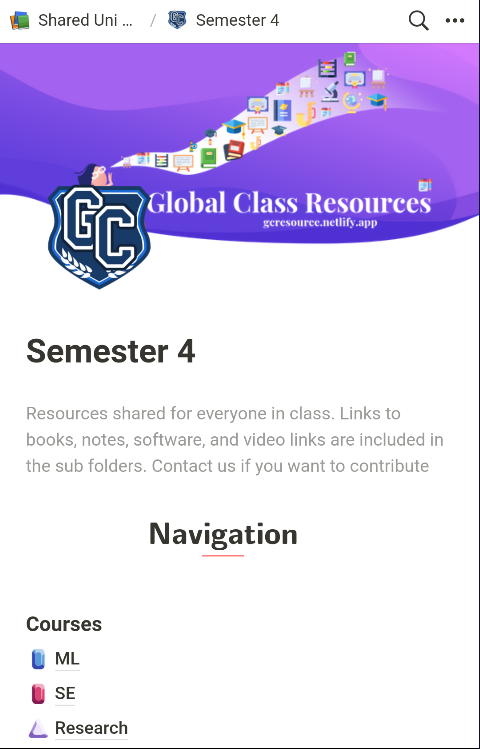 Shared Uni ... / Semester 4
Global Class Resources
gcresource.netlify.app
GC
Semester 4
Resources shared for everyone in class. Links to
books, notes, software, and video links are included in
the sub folders. Contact us if you want to contribute
Navigation
Courses
ML
SE
Research